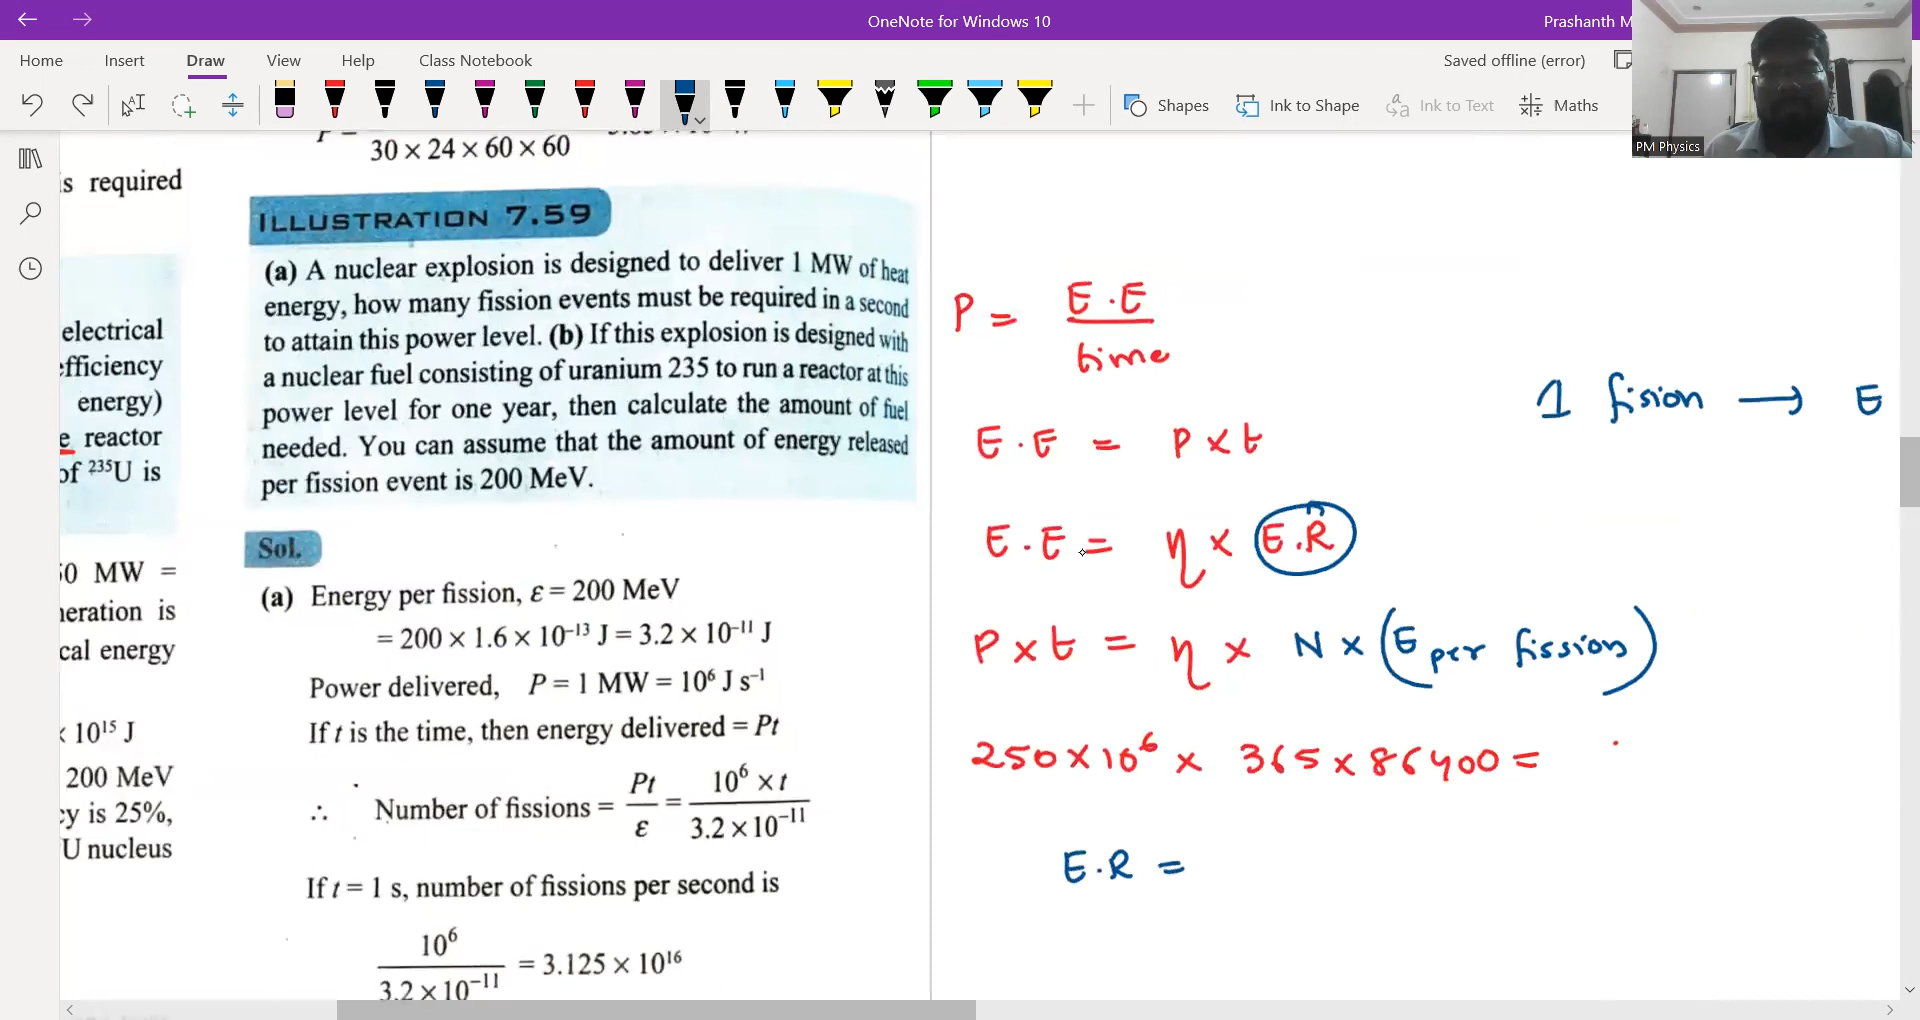 OneNote for Windows 10
Prashanth M
Home Insert Draw View Help Class Notebook
Saved offline (error)
Shapes Ink to Shape Ink to Text Maths
PM Physics
30 × 24 × 60 × 60
is required
electrical
efficiency
energy)
e reactor
of ²³⁵U is
50 MW =
neration is
cal energy
× 10¹⁵ J
200 MeV
cy is 25%,
U nucleus
ILLUSTRATION 7.59
(a) A nuclear explosion is designed to deliver 1 MW of heat
energy, how many fission events must be required in a second
to attain this power level. (b) If this explosion is designed with
a nuclear fuel consisting of uranium 235 to run a reactor at this
power level for one year, then calculate the amount of fuel
needed. You can assume that the amount of energy released
per fission event is 200 MeV.
Sol.
(a) Energy per fission, ε = 200 MeV
= 200 × 1.6 × 10⁻¹³ J = 3.2 × 10⁻¹¹ J
Power delivered, P = 1 MW = 10⁶ J s⁻¹
If t is the time, then energy delivered = Pt
∴ Number of fissions = Pt/ε = 10⁶ × t / 3.2 × 10⁻¹¹
If t = 1 s, number of fissions per second is
10⁶ / 3.2 × 10⁻¹¹ = 3.125 × 10¹⁶
P = E.E / time
1 fision → E
E.E = P × t
E.E = η × E.R
P × t = η × N × (E per fission)
250 × 10⁶ × 365 × 86400 =
E.R =